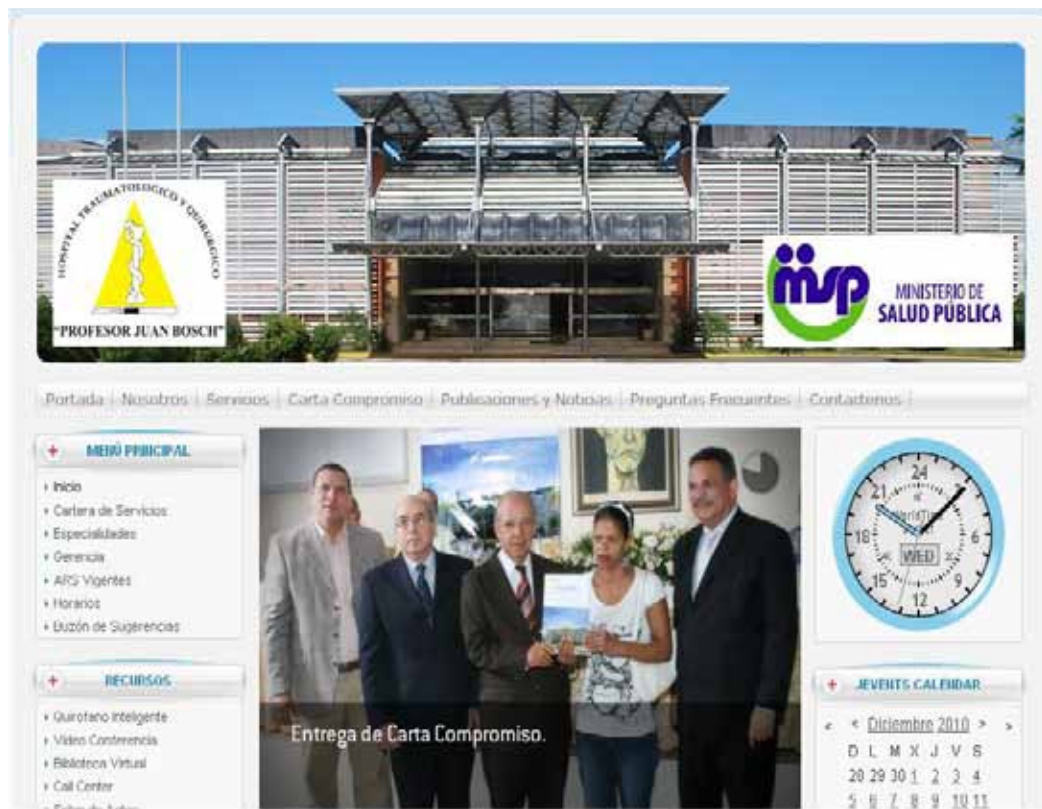 HOSPITAL TRAUMATOLOGICO Y QUIRURGICO
"PROFESOR JUAN BOSCH"
msp
MINISTERIO DE
SALUD PÚBLICA
Portada | Nosotros | Servicios | Carta Compromiso | Publicaciones y Noticias | Preguntas Frecuentes | Contactenos |
MENÚ PRINCIPAL
Inicio
Cartera de Servicios
Especialidades
Gerencia
ARS Vigentes
Horarios
Buzón de Sugerencias
RECURSOS
Quirofano Inteligente
Video Conferencia
Biblioteca Virtual
Call Center
Entrega de Carta Compromiso.
24
21
18
6
WED
15
9
12
JEVENTS CALENDAR
« < Diciembre 2010 > »
D L M X J V S
28 29 30 1 2 3 4
5 6 7 8 9 10 11